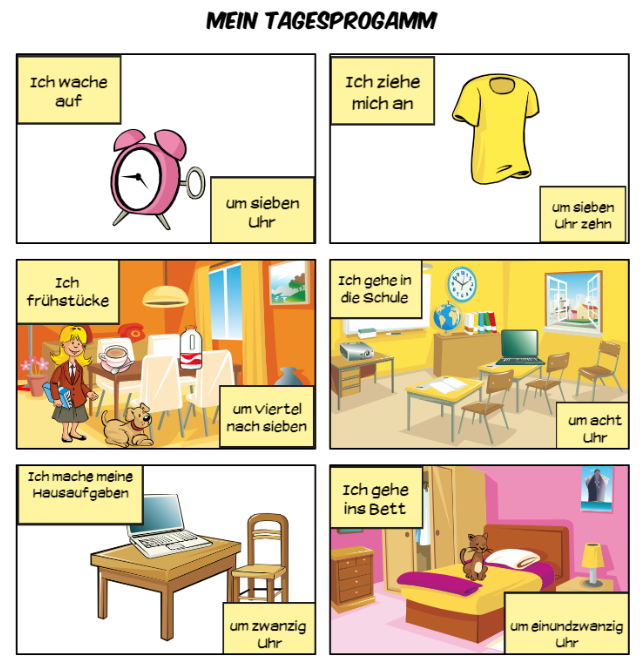 MEIN TAGESPROGAMM
Ich wache
auf
um sieben
Uhr
Ich ziehe
mich an
um sieben
Uhr zehn
Ich
frühstücke
um Viertel
nach sieben
Ich gehe in
die Schule
um acht
Uhr
Ich mache meine
Hausaufgaben
um zwanzig
Uhr
Ich gehe
ins Bett
um einundzwanzig
Uhr